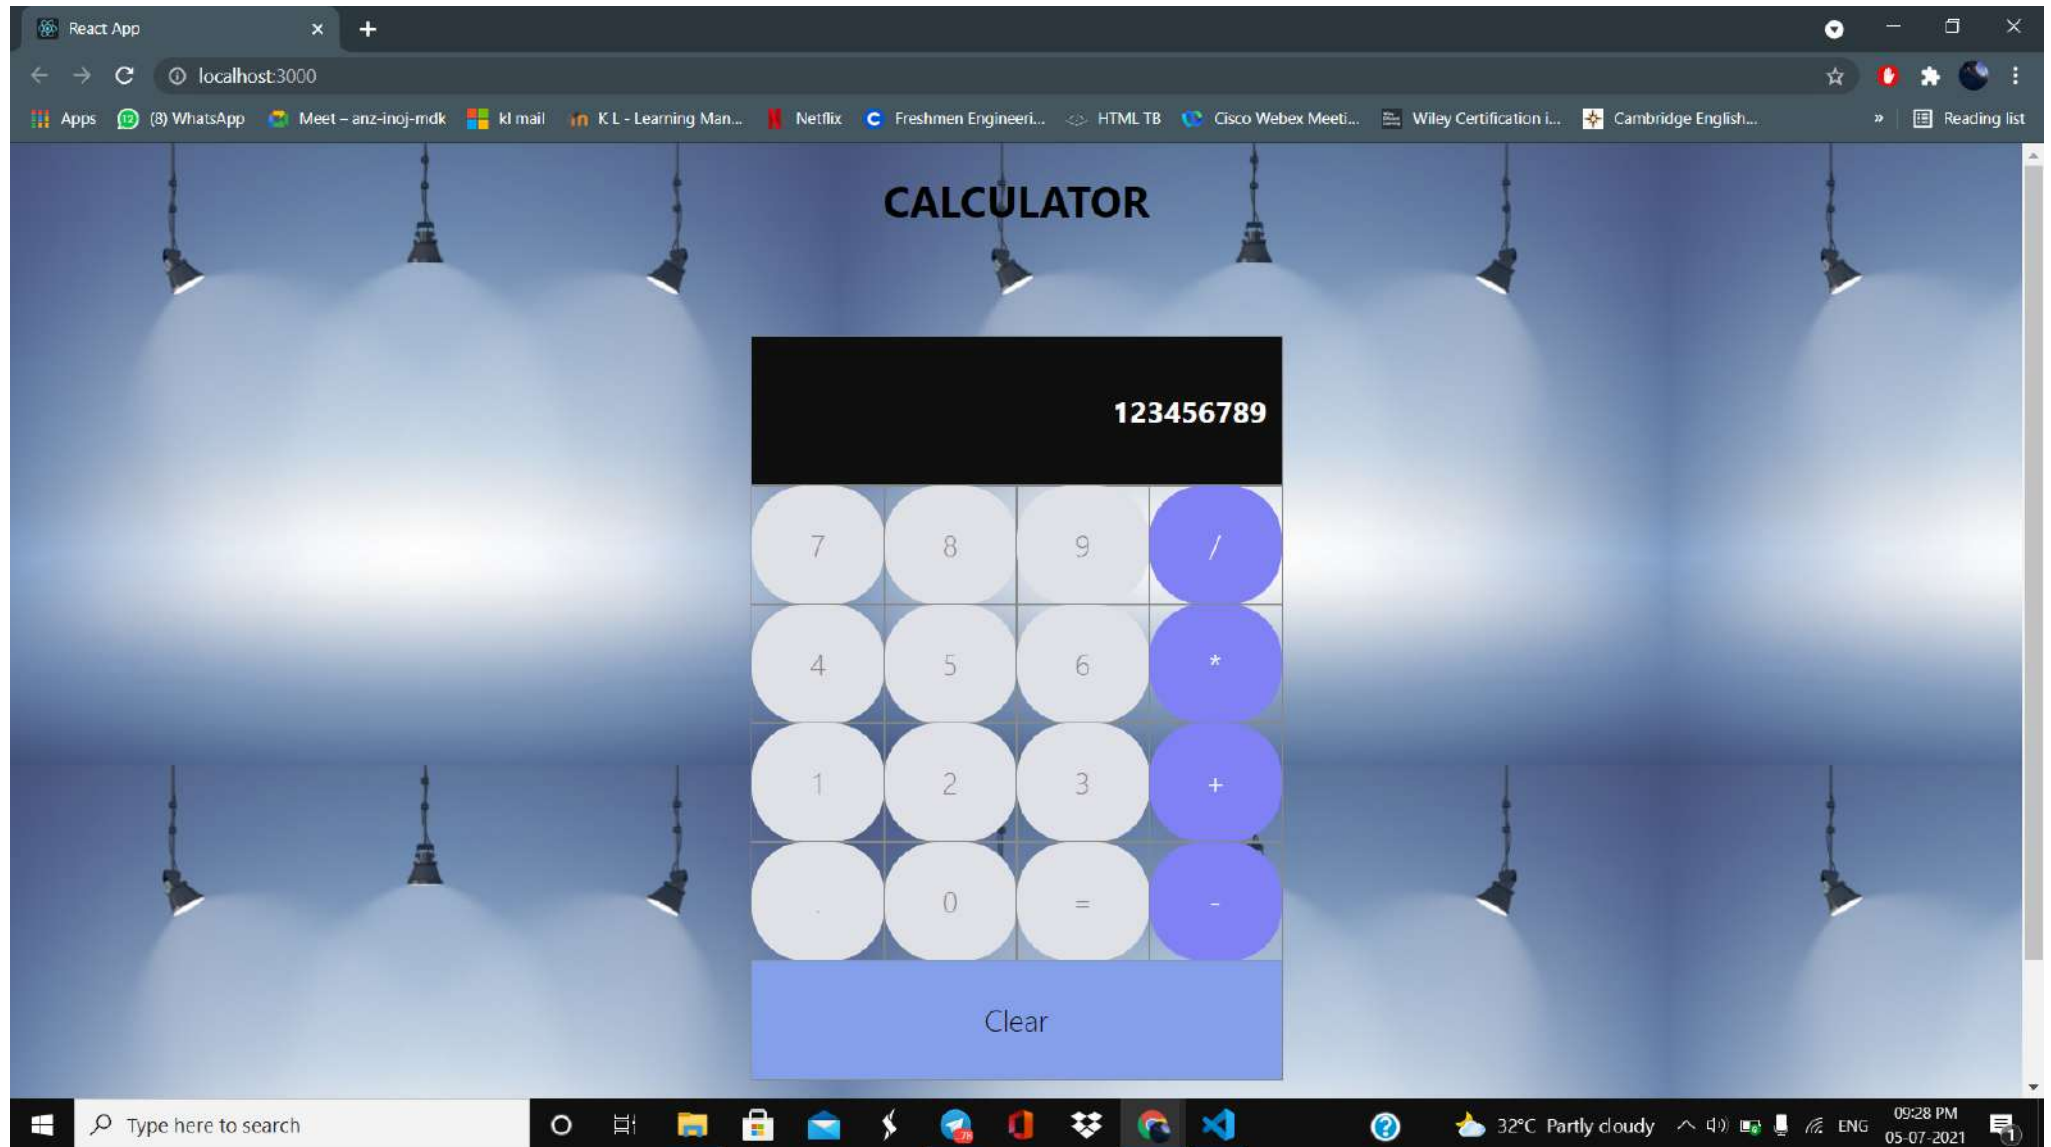 React App
localhost:3000
Apps (8) WhatsApp Meet – anz-inoj-mdk kl mail K L - Learning Man... Netflix Freshmen Engineeri... HTML TB Cisco Webex Meeti... Wiley Certification i... Cambridge English... » Reading list
CALCULATOR
123456789
7 8 9 /
4 5 6 *
1 2 3 +
. 0 = -
Clear
Type here to search
32°C Partly cloudy ENG
09:28 PM
05-07-2021
1